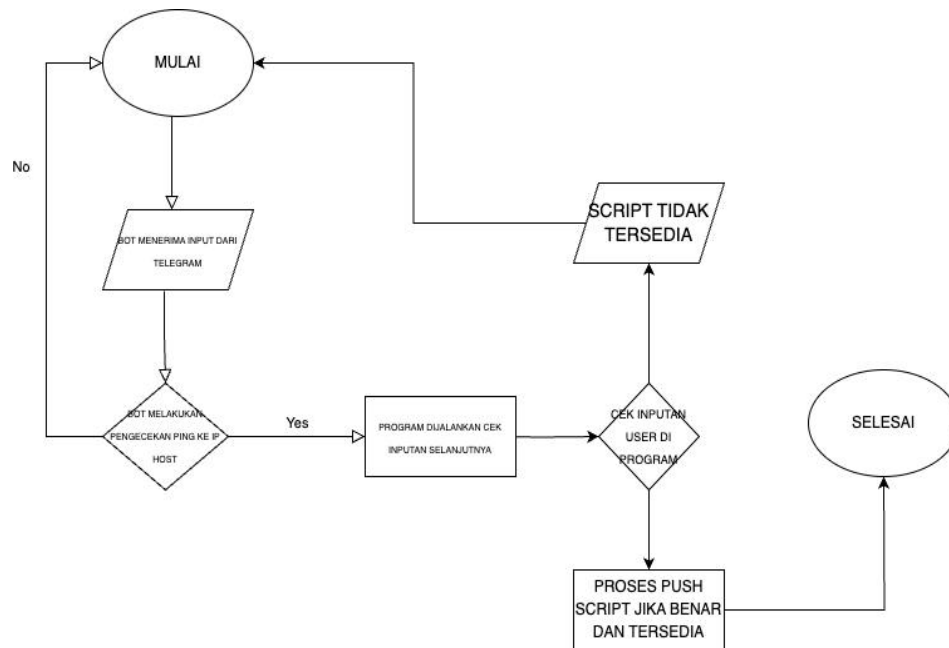 MULAI
No
BOT MENERIMA INPUT DARI
TELEGRAM
BOT MELAKUKAN
PENGECEKAN PING KE IP
HOST
Yes
PROGRAM DIJALANKAN CEK
INPUTAN SELANJUTNYA
CEK INPUTAN
USER DI
PROGRAM
SCRIPT TIDAK
TERSEDIA
PROSES PUSH
SCRIPT JIKA BENAR
DAN TERSEDIA
SELESAI